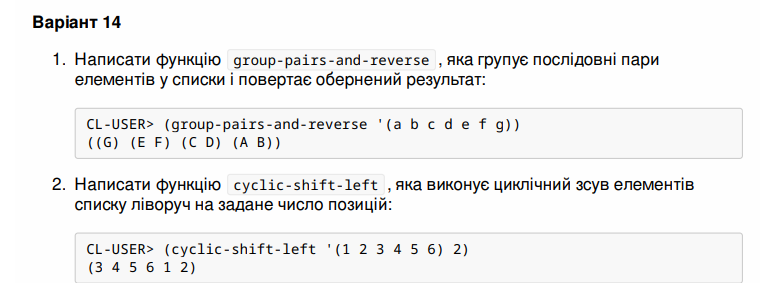 Варіант 14
1. Написати функцію group-pairs-and-reverse , яка групує послідовні пари
елементів у списки і повертає обернений результат:
CL-USER> (group-pairs-and-reverse '(a b c d e f g))
((G) (E F) (C D) (A B))
2. Написати функцію cyclic-shift-left , яка виконує циклічний зсув елементів
списку ліворуч на задане число позицій:
CL-USER> (cyclic-shift-left '(1 2 3 4 5 6) 2)
(3 4 5 6 1 2)